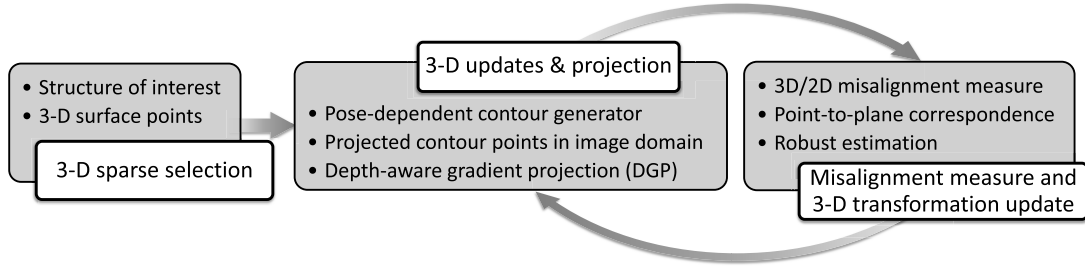 • Structure of interest
• 3-D surface points
3-D sparse selection
3-D updates & projection
• Pose-dependent contour generator
• Projected contour points in image domain
• Depth-aware gradient projection (DGP)
• 3D/2D misalignment measure
• Point-to-plane correspondence
• Robust estimation
Misalignment measure and
3-D transformation update